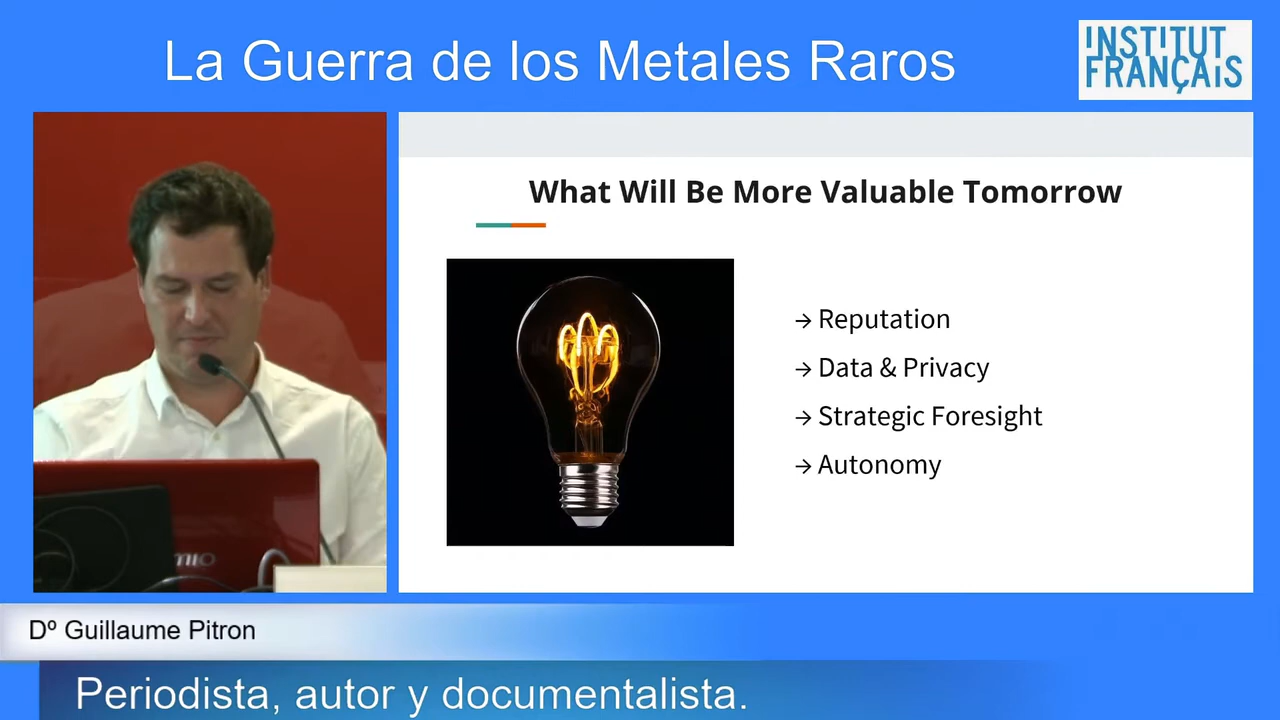 La Guerra de los Metales Raros
INSTITUT
FRANÇAIS
What Will Be More Valuable Tomorrow
→ Reputation
→ Data & Privacy
→ Strategic Foresight
→ Autonomy
MIO
Dº Guillaume Pitron
Periodista, autor y documentalista.